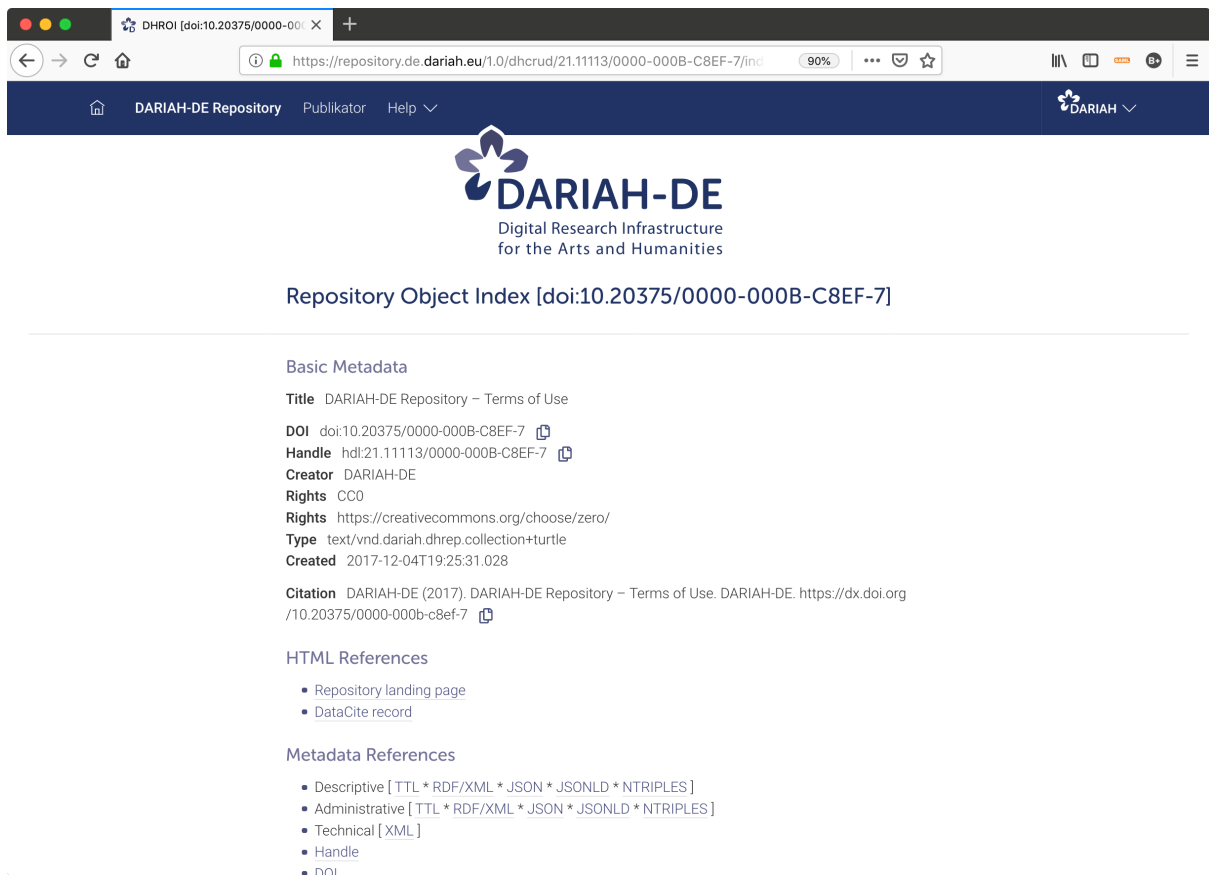 DHROI [doi:10.20375/0000-000
https://repository.de.dariah.eu/1.0/dhcrud/21.11113/0000-000B-C8EF-7/ind
90%
DARIAH-DE Repository Publikator Help
DARIAH
DARIAH-DE
Digital Research Infrastructure
for the Arts and Humanities
Repository Object Index [doi:10.20375/0000-000B-C8EF-7]
Basic Metadata
Title DARIAH-DE Repository – Terms of Use
DOI doi:10.20375/0000-000B-C8EF-7
Handle hdl:21.11113/0000-000B-C8EF-7
Creator DARIAH-DE
Rights CC0
Rights https://creativecommons.org/choose/zero/
Type text/vnd.dariah.dhrep.collection+turtle
Created 2017-12-04T19:25:31.028
Citation DARIAH-DE (2017). DARIAH-DE Repository – Terms of Use. DARIAH-DE. https://dx.doi.org
/10.20375/0000-000b-c8ef-7
HTML References
• Repository landing page
• DataCite record
Metadata References
• Descriptive [ TTL * RDF/XML * JSON * JSONLD * NTRIPLES ]
• Administrative [ TTL * RDF/XML * JSON * JSONLD * NTRIPLES ]
• Technical [ XML ]
• Handle
• DOI